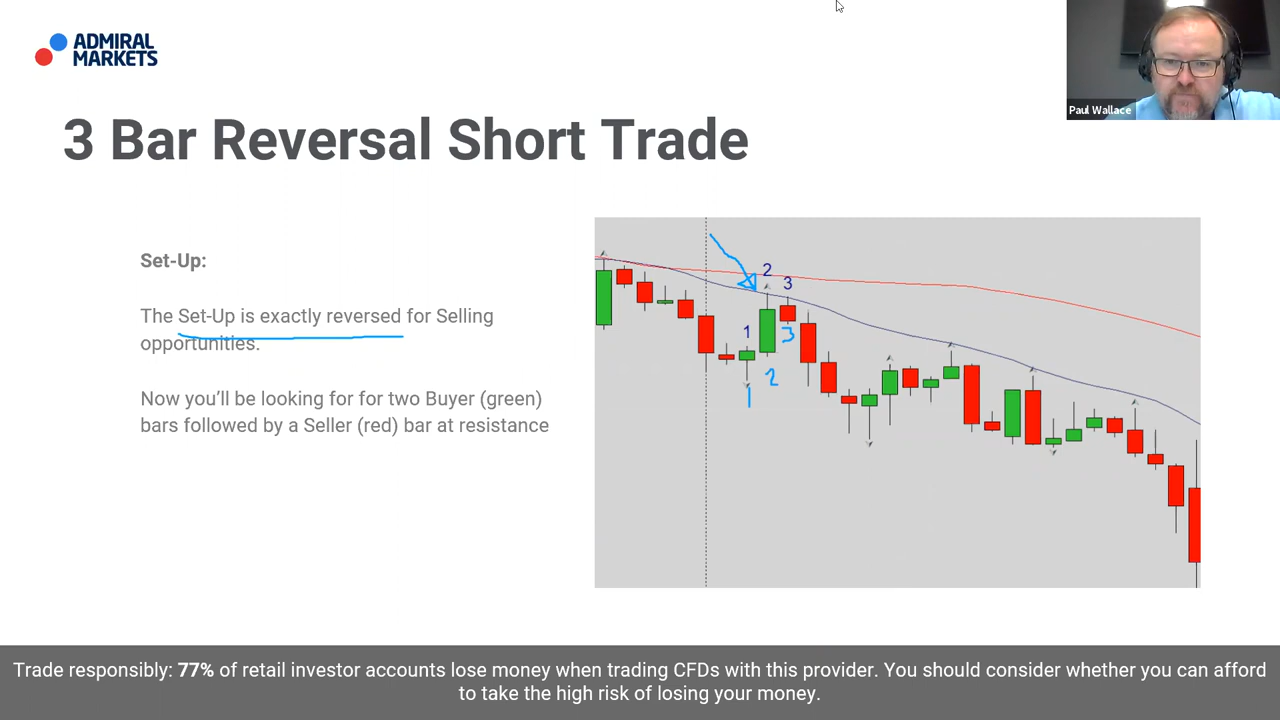 ADMIRAL
MARKETS
Paul Wallace
3 Bar Reversal Short Trade
Set-Up:
The Set-Up is exactly reversed for Selling
opportunities.
Now you'll be looking for for two Buyer (green)
bars followed by a Seller (red) bar at resistance
2
3
1
3
2
1
Trade responsibly: 77% of retail investor accounts lose money when trading CFDs with this provider. You should consider whether you can afford
to take the high risk of losing your money.